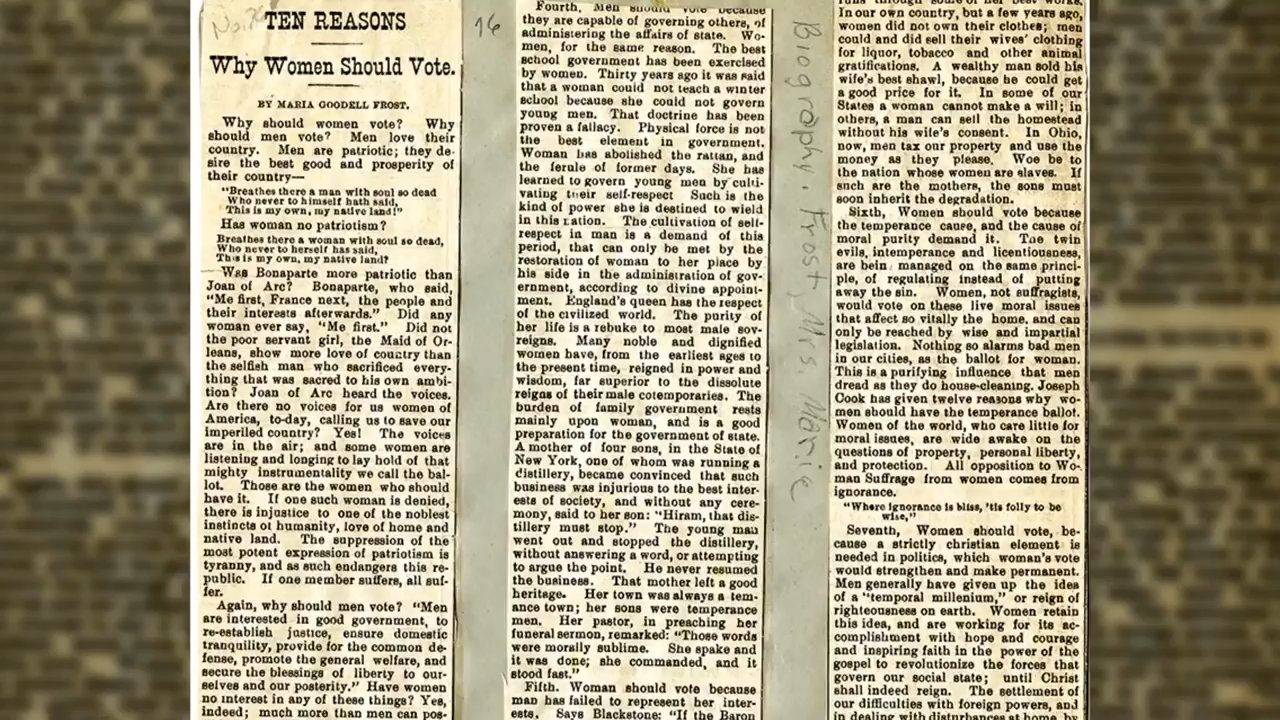 TEN REASONS
Why Women Should Vote.
BY MARIA GOODELL FROST.
Why should women vote? Why
should men vote? Men love their
country. Men are patriotic; they de-
sire the best good and prosperity of
their country—
"Breathes there a man with soul so dead
Who never to himself hath said,
This is my own, my native land!"
Has woman no patriotism?
Breathes there a woman with soul so dead,
Who never to herself has said,
This is my own, my native land?
Was Bonaparte more patriotic than
Joan of Arc? Bonaparte, who said,
"Me first, France next, the people and
their interests afterwards." Did any
woman ever say, "Me first." Did not
the poor servant girl, the Maid of Or-
leans, show more love of country than
the selfish man who sacrificed every-
thing that was sacred to his own ambi-
tion? Joan of Arc heard the voices.
Are there no voices for us women of
America, to-day, calling us to save our
imperiled country? Yes! The voices
are in the air; and some women are
listening and longing to lay hold of that
mighty instrumentality we call the bal-
lot. Those are the women who should
have it. If one such woman is denied,
there is injustice to one of the noblest
instincts of humanity, love of home and
native land. The suppression of the
most potent expression of patriotism is
tyranny, and as such endangers this re-
public. If one member suffers, all suf-
fer.
Again, why should men vote? "Men
are interested in good government, to
re-establish justice, ensure domestic
tranquility, provide for the common de-
fense, promote the general welfare, and
secure the blessings of liberty to our-
selves and our posterity." Have women
no interest in any of these things? Yes,
indeed; much more than men can pos-
16
Fourth, Men should vote because
they are capable of governing others, of
administering the affairs of state. Wo-
men, for the same reason. The best
school government has been exercised
by women. Thirty years ago it was said
that a woman could not teach a winter
school because she could not govern
young men. That doctrine has been
proven a fallacy. Physical force is not
the best element in government.
Woman has abolished the rattan, and
the ferule of former days. She has
learned to govern young men by culti-
vating their self-respect Such is the
kind of power she is destined to wield
in this nation. The cultivation of self-
respect in man is a demand of this
period, that can only be met by the
restoration of woman to her place by
his side in the administration of gov-
ernment, according to divine appoint-
ment. England's queen has the respect
of the civilized world. The purity of
her life is a rebuke to most male sov-
reigns. Many noble and dignified
women have, from the earliest ages to
the present time, reigned in power and
wisdom, far superior to the dissolute
reigns of their male cotemporaries. The
burden of family government rests
mainly upon woman, and is a good
preparation for the government of state.
A mother of four sons, in the State of
New York, one of whom was running a
distillery, became convinced that such
business was injurious to the best inter-
ests of society, and without any cere-
mony, said to her son: "Hiram, that dis-
tillery must stop." The young man
went out and stopped the distillery,
without answering a word, or attempting
to argue the point. He never resumed
the business. That mother left a good
heritage. Her town was always a tem-
ance town; her sons were temperance
men. Her pastor, in preaching her
funeral sermon, remarked: "Those words
were morally sublime. She spake and
it was done; she commanded, and it
stood fast."
Fifth. Woman should vote because
man has failed to represent her inter-
ests. Says Blackstone: "If the Baron
Biography. Frost, Mrs. Marie
runs through some of her best works.
In our own country, but a few years ago,
women did not own their clothes; men
could and did sell their wives' clothing
for liquor, tobacco and other animal
gratifications. A wealthy man sold his
wife's best shawl, because he could get
a good price for it. In some of our
States a woman cannot make a will; in
others, a man can sell the homestead
without his wife's consent. In Ohio,
now, men tax our property and use the
money as they please. Woe be to
the nation whose women are slaves. If
such are the mothers, the sons must
soon inherit the degradation.
Sixth, Women should vote because
the temperance cause, and the cause of
moral purity demand it. The twin
evils, intemperance and licentiousness,
are bein managed on the same princi-
ple, of regulating instead of putting
away the sin. Women, not suffragists,
would vote on these live moral issues
that affect so vitally the home, and can
only be reached by wise and impartial
legislation. Nothing so alarms bad men
in our cities, as the ballot for woman.
This is a purifying influence that men
dread as they do house-cleaning. Joseph
Cook has given twelve reasons why wo-
men should have the temperance ballot.
Women of the world, who care little for
moral issues, are wide awake on the
questions of property, personal liberty,
and protection. All opposition to Wo-
man Suffrage from women comes from
ignorance.
"Where ignorance is bliss, 'tis folly to be
wise,"
Seventh, Women should vote, be-
cause a strictly christian element is
needed in politics, which woman's vote
would strengthen and make permanent.
Men generally have given up the idea
of a "temporal millenium," or reign of
righteousness on earth. Women retain
this idea, and are working for its ac-
complishment with hope and courage
and inspiring faith in the power of the
gospel to revolutionize the forces that
govern our social state; until Christ
shall indeed reign. The settlement of
our difficulties with foreign powers, and
in dealing with disturbances at home, by